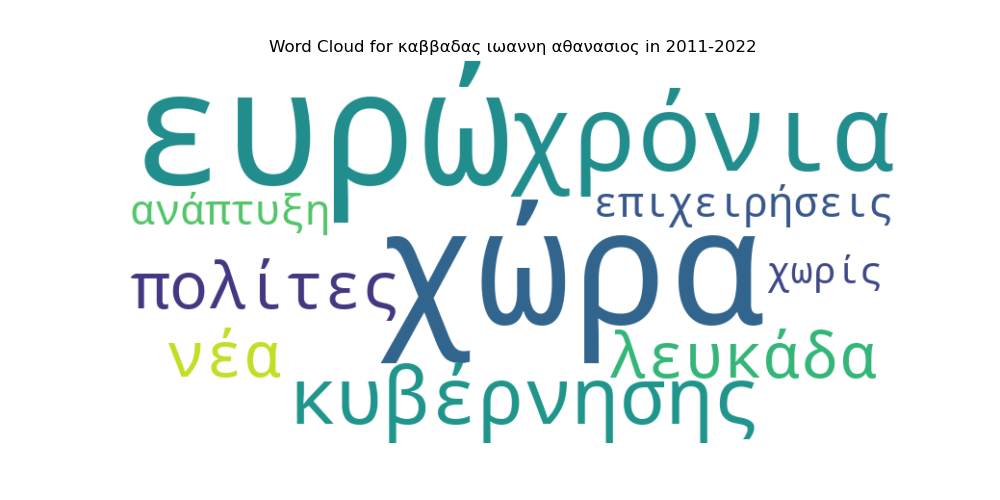 Word Cloud for καββαδας ιωαννη αθανασιος in 2011-2022
ευρώ χρόνια
ανάπτυξη επιχειρήσεις
πολίτες χώρα χωρίς
νέα λευκάδα
κυβέρνησης